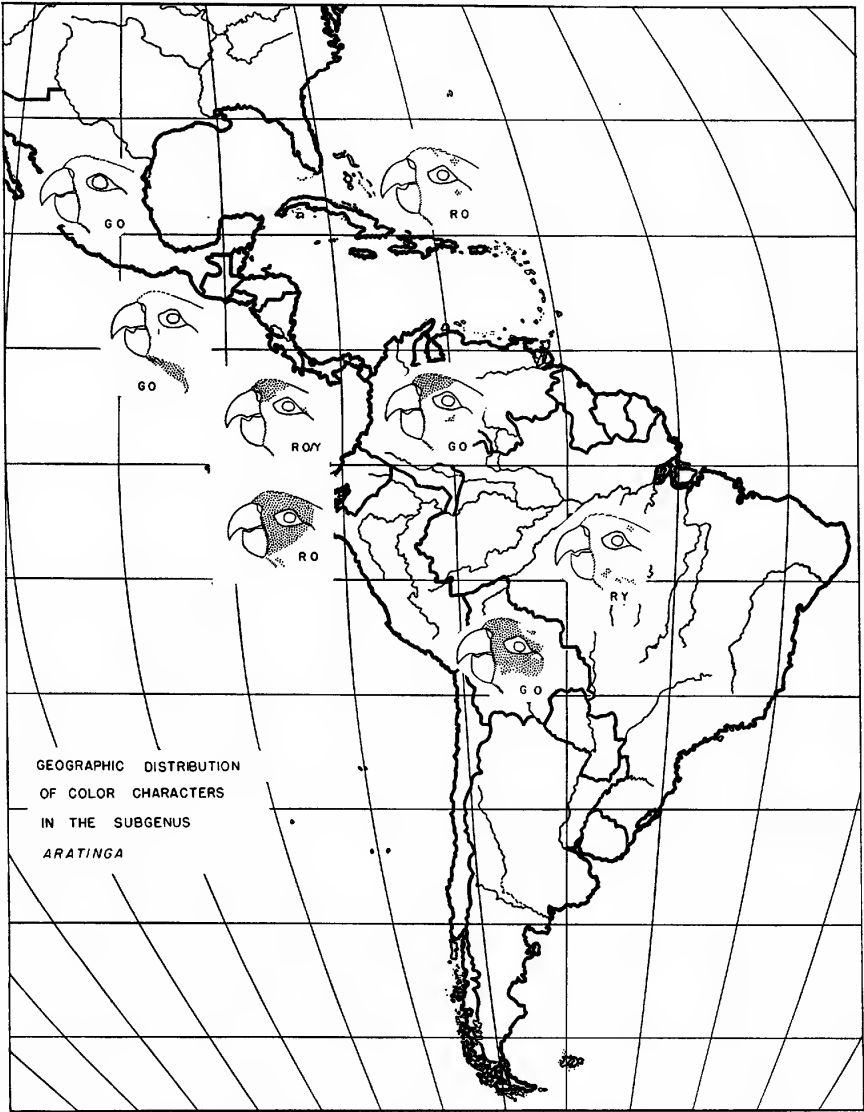 GO
RO
GO
RO/Y
GO
RO
RY
GO
GEOGRAPHIC DISTRIBUTION
OF COLOR CHARACTERS
IN THE SUBGENUS
ARATINGA